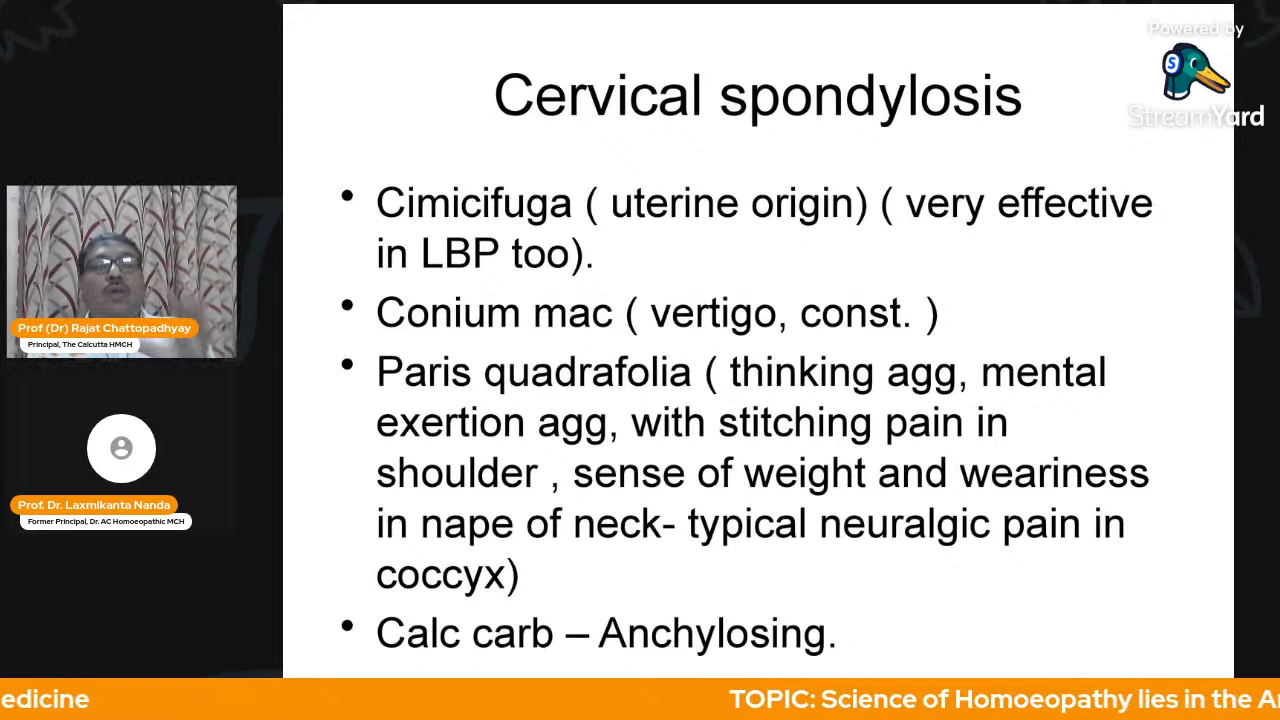 Powered by
StreamYard
Cervical spondylosis
• Cimicifuga ( uterine origin) ( very effective
in LBP too).
• Conium mac ( vertigo, const. )
• Paris quadrafolia ( thinking agg, mental
exertion agg, with stitching pain in
shoulder , sense of weight and weariness
in nape of neck- typical neuralgic pain in
coccyx)
• Calc carb – Anchylosing.
Prof (Dr) Rajat Chattopadhyay
Principal, The Calcutta HMCH
Prof. Dr. Laxmikanta Nanda
Former Principal, Dr. AC Homoeopathic MCH
edicine TOPIC: Science of Homoeopathy lies in the A